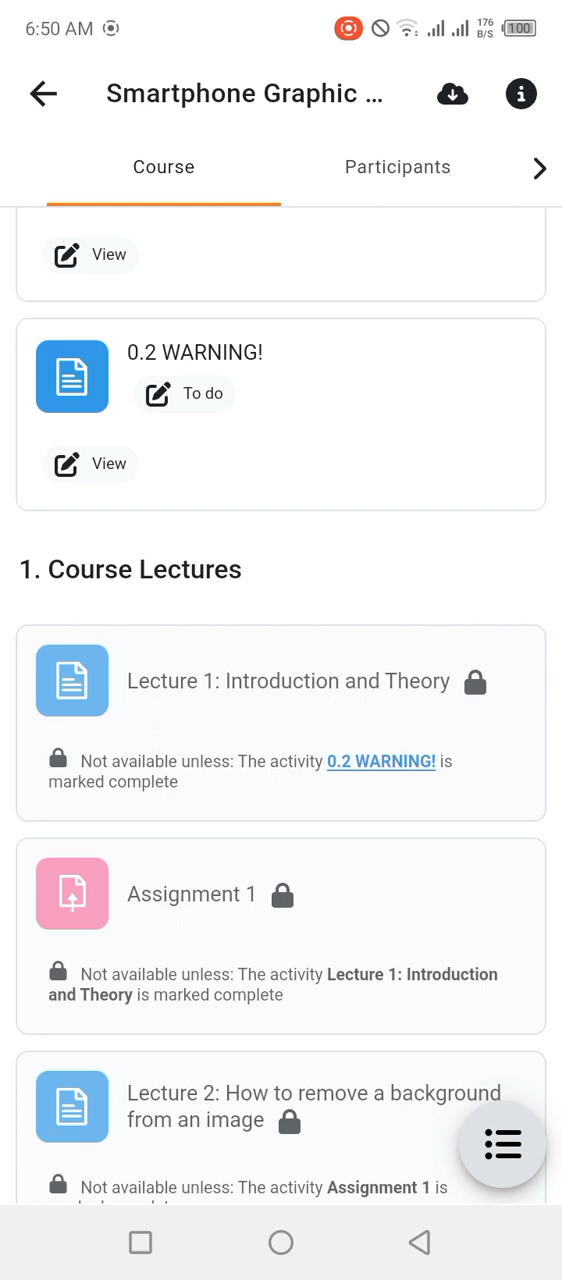 6:50 AM
176
B/S
100
Smartphone Graphic ...
Course
Participants
View
0.2 WARNING!
To do
View
1. Course Lectures
Lecture 1: Introduction and Theory
Not available unless: The activity 0.2 WARNING! is
marked complete
Assignment 1
Not available unless: The activity Lecture 1: Introduction
and Theory is marked complete
Lecture 2: How to remove a background
from an image
Not available unless: The activity Assignment 1 is